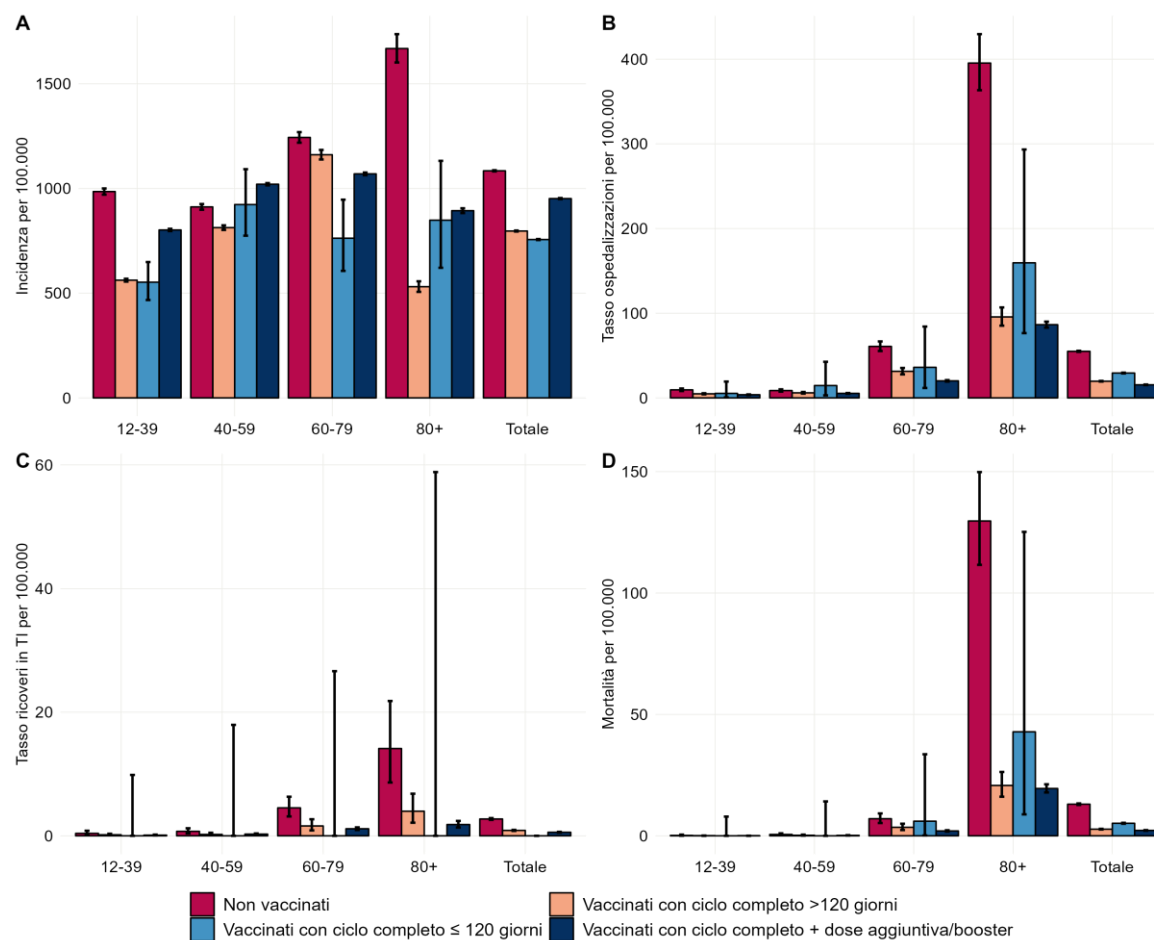 A
Incidenza per 100.000
1500
1000
500
0
12-39 40-59 60-79 80+ Totale
B
Tasso ospedalizzazioni per 100.000
400
300
200
100
0
12-39 40-59 60-79 80+ Totale
C
Tasso ricoveri in TI per 100.000
60
40
20
0
12-39 40-59 60-79 80+ Totale
D
Mortalità per 100.000
150
100
50
0
12-39 40-59 60-79 80+ Totale
Non vaccinati
Vaccinati con ciclo completo >120 giorni
Vaccinati con ciclo completo ≤ 120 giorni
Vaccinati con ciclo completo + dose aggiuntiva/booster